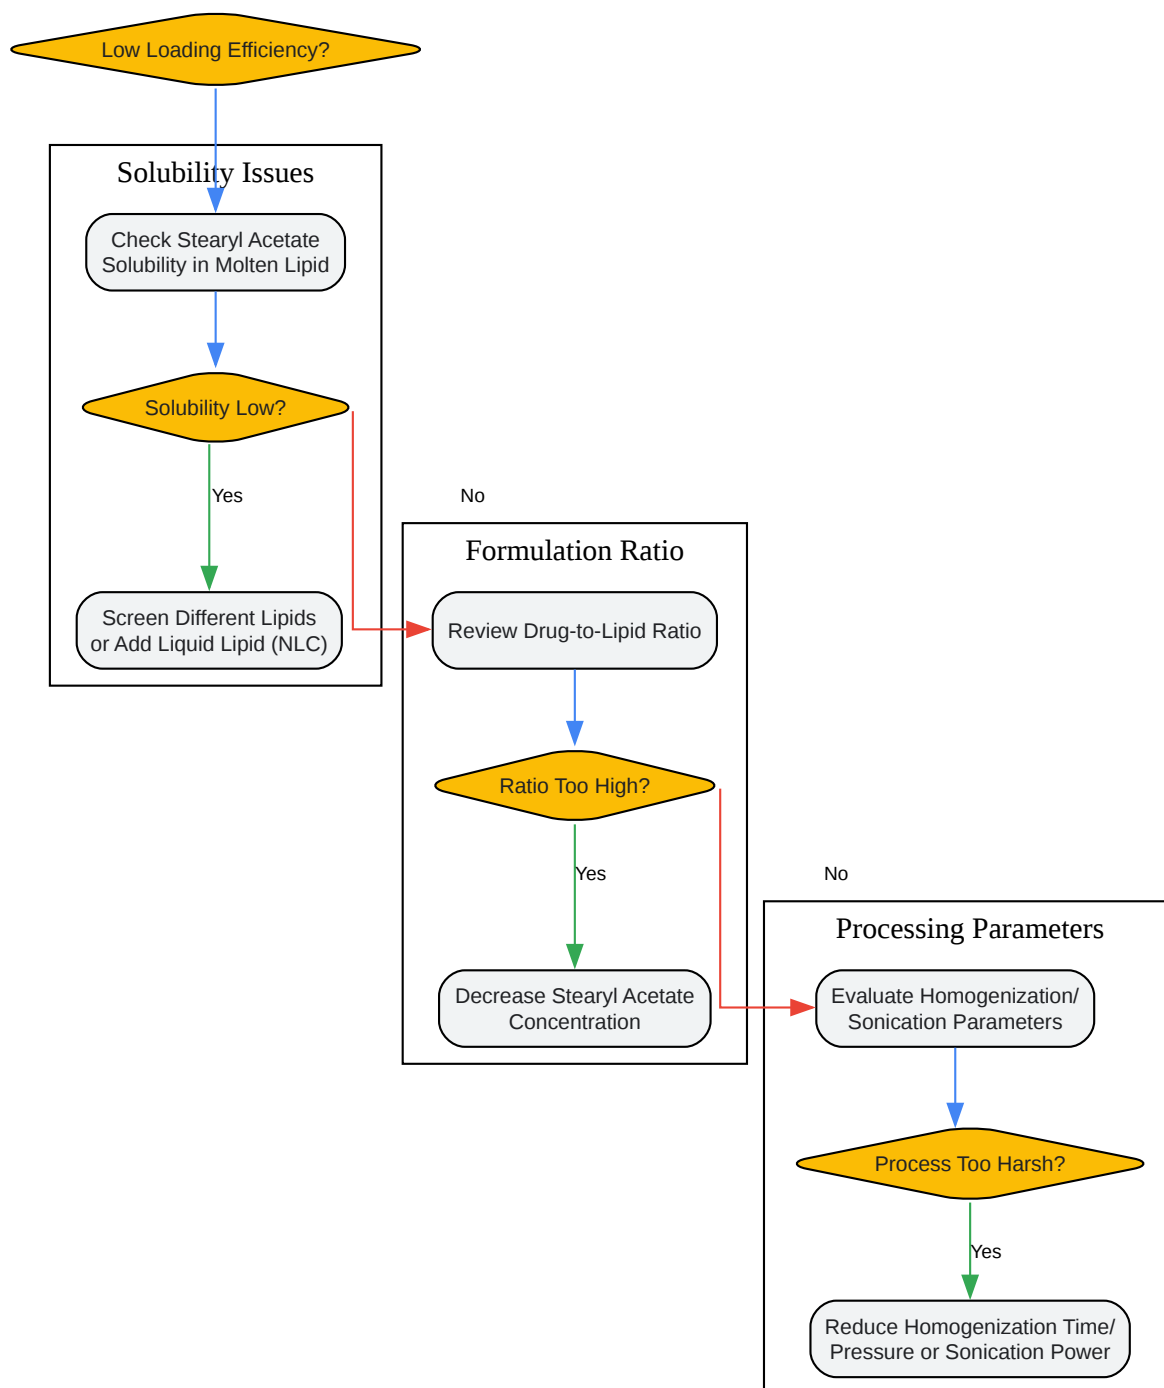 Low Loading Efficiency?
Solubility Issues
Check Stearyl Acetate
Solubility in Molten Lipid
Solubility Low?
Yes
No
Screen Different Lipids
or Add Liquid Lipid (NLC)
Formulation Ratio
Review Drug-to-Lipid Ratio
Ratio Too High?
Yes
No
Decrease Stearyl Acetate
Concentration
Processing Parameters
Evaluate Homogenization/
Sonication Parameters
Process Too Harsh?
Yes
Reduce Homogenization Time/
Pressure or Sonication Power